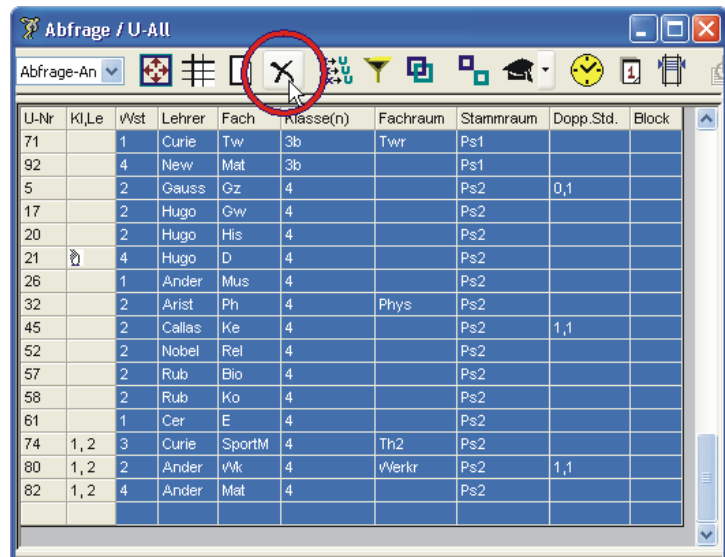 Abfrage / U-All
Abfrage-An
1
U-Nr Kl,Le Wst Lehrer Fach Klasse(n) Fachraum Stammraum Dopp.Std. Block
71 1 Curie Tw 3b Twr Ps1
92 4 New Mat 3b Ps1
5 2 Gauss Gz 4 Ps2 0,1
17 2 Hugo Gw 4 Ps2
20 2 Hugo His 4 Ps2
21 4 Hugo D 4 Ps2
26 1 Ander Mus 4 Ps2
32 2 Arist Ph 4 Phys Ps2
45 2 Callas Ke 4 Ps2 1,1
52 2 Nobel Rel 4 Ps2
57 2 Rub Bio 4 Ps2
58 2 Rub Ko 4 Ps2
61 1 Cer E 4 Ps2
74 1, 2 3 Curie SportM 4 Th2 Ps2
80 1, 2 2 Ander Wk 4 Werkr Ps2 1,1
82 1, 2 4 Ander Mat 4 Ps2